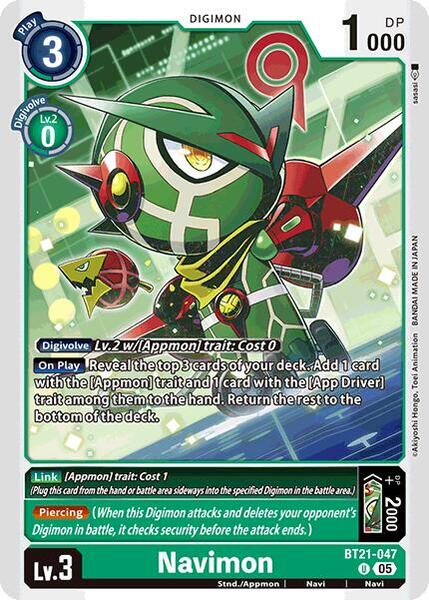 DIGIMON
Play
3
DP
1000
Digivolve
Lv.2
0
sasasi
©Akiyoshi Hongo, Toei Animation BANDAI MADE IN JAPAN
Digivolve Lv.2 w/[Appmon] trait: Cost 0
On Play Reveal the top 3 cards of your deck. Add 1 card
with the [Appmon] trait and 1 card with the [App Driver]
trait among them to the hand. Return the rest to the
bottom of the deck.
Link [Appmon] trait: Cost 1
(Plug this card from the hand or battle area sideways into the specified Digimon in the battle area.)
Piercing (When this Digimon attacks and deletes your opponent's
Digimon in battle, it checks security before the attack ends.)
DP
+2000
Lv.3
Navimon
BT21-047
U 05
Stnd./Appmon | Navi | Navi